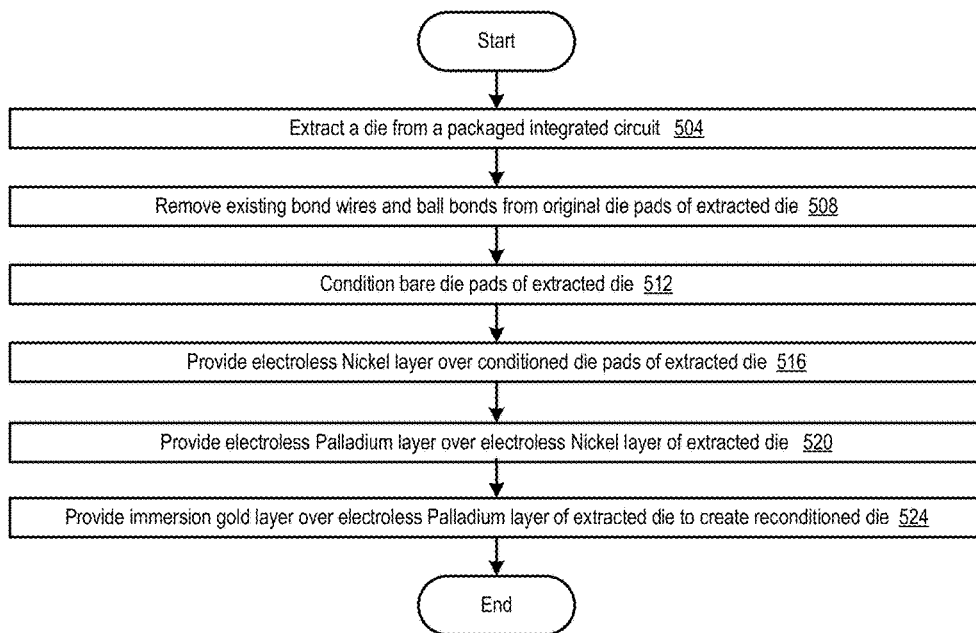 Start
Extract a die from a packaged integrated circuit 504
Remove existing bond wires and ball bonds from original die pads of extracted die 508
Condition bare die pads of extracted die 512
Provide electroless Nickel layer over conditioned die pads of extracted die 516
Provide electroless Palladium layer over electroless Nickel layer of extracted die 520
Provide immersion gold layer over electroless Palladium layer of extracted die to create reconditioned die 524
End